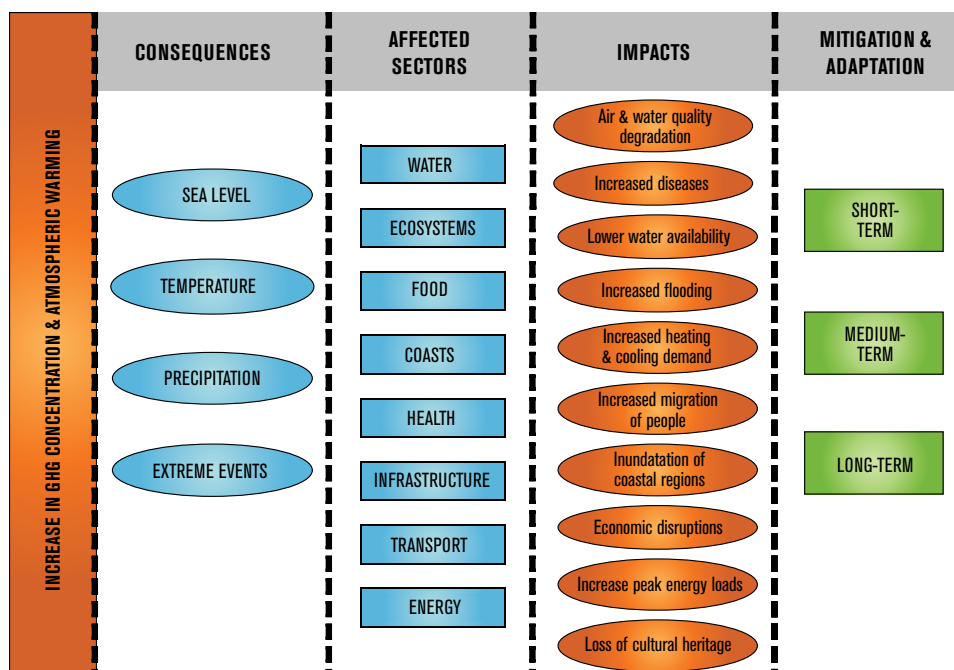 INCREASE IN GHG CONCENTRATION & ATMOSPHERIC WARMING
CONSEQUENCES
SEA LEVEL
TEMPERATURE
PRECIPITATION
EXTREME EVENTS
AFFECTED
SECTORS
WATER
ECOSYSTEMS
FOOD
COASTS
HEALTH
INFRASTRUCTURE
TRANSPORT
ENERGY
IMPACTS
Air & water quality
degradation
Increased diseases
Lower water availability
Increased flooding
Increased heating
& cooling demand
Increased migration
of people
Inundatation of
coastal regions
Economic disruptions
Increase peak energy loads
Loss of cultural heritage
MITIGATION &
ADAPTATION
SHORT-
TERM
MEDIUM-
TERM
LONG-TERM